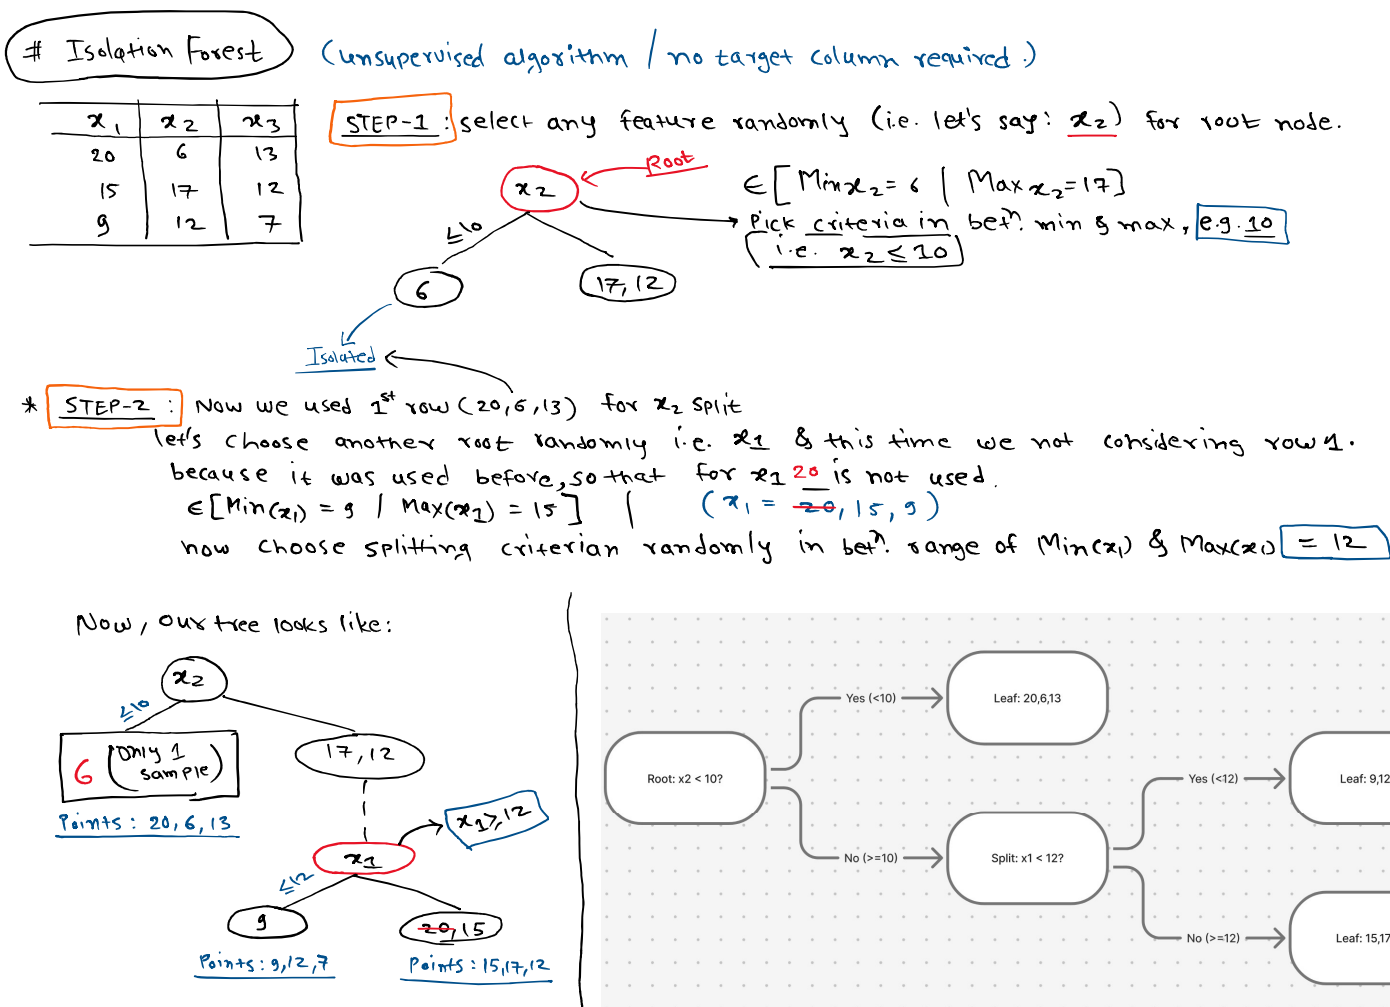 # Isolation Forest (unsupervised algorithm / no target column required.)
x1 x2 x3
20 6 13
15 17 12
9 12 7
STEP-1 : select any feature randomly (i.e. let's say: x2) for root node.
Root
x2
∈ [ Min x2 = 6 | Max x2 = 17 ]
Pick criteria in betn. min & max, e.g. 10
i.e. x2 ≤ 10
≤10
6
17, 12
Isolated
* STEP-2 : Now we used 1st row (20, 6, 13) for x2 split
let's choose another root randomly i.e. x1 & this time we not considering row 1.
because it was used before, so that for x1 20 is not used.
∈ [Min(x1) = 9 / Max(x1) = 15 ] | (x1 = 20, 15, 9)
now choose splitting criterian randomly in betn. range of Min(x1) & Max(x1) = 12
Now, our tree looks like:
x2
≤10
6 (Only 1 sample)
17, 12
Points : 20, 6, 13
x1 ≥ 12
x1
≤12
9
20, 15
Points : 9, 12, 7
Points : 15, 17, 12
Root: x2 < 10?
Yes (<10)
Leaf: 20,6,13
No (>=10)
Split: x1 < 12?
Yes (<12)
Leaf: 9,12
No (>=12)
Leaf: 15,17